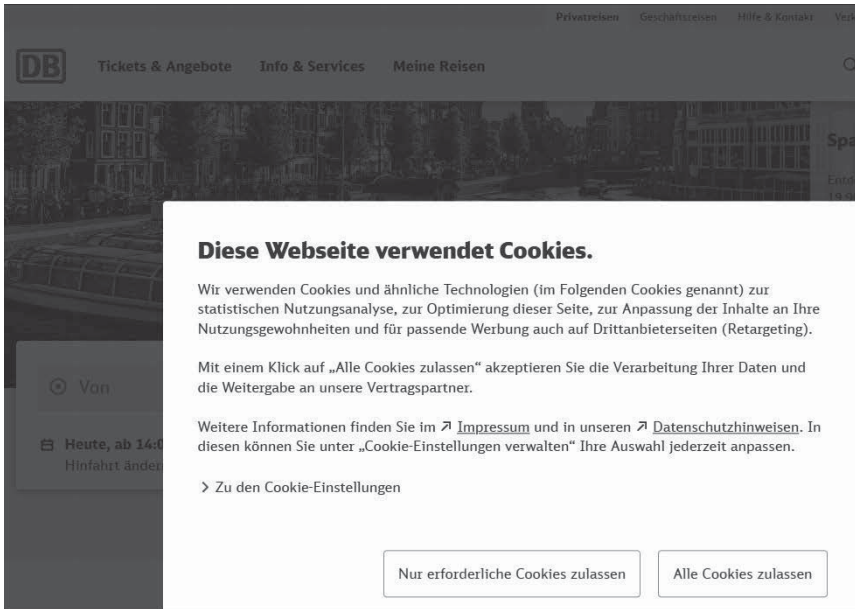 Privatreisen Geschäftsreisen Hilfe & Kontakt
DB Tickets & Angebote Info & Services Meine Reisen
Diese Webseite verwendet Cookies.
Wir verwenden Cookies und ähnliche Technologien (im Folgenden Cookies genannt) zur
statistischen Nutzungsanalyse, zur Optimierung dieser Seite, zur Anpassung der Inhalte an Ihre
Nutzungsgewohnheiten und für passende Werbung auch auf Drittanbieterseiten (Retargeting).
Mit einem Klick auf „Alle Cookies zulassen“ akzeptieren Sie die Verarbeitung Ihrer Daten und
die Weitergabe an unsere Vertragspartner.
Von
Weitere Informationen finden Sie im Impressum und in unseren Datenschutzhinweisen. In
diesen können Sie unter „Cookie-Einstellungen verwalten“ Ihre Auswahl jederzeit anpassen.
Heute, ab 14:0
Hinfahrt änder
Zu den Cookie-Einstellungen
Nur erforderliche Cookies zulassen Alle Cookies zulassen